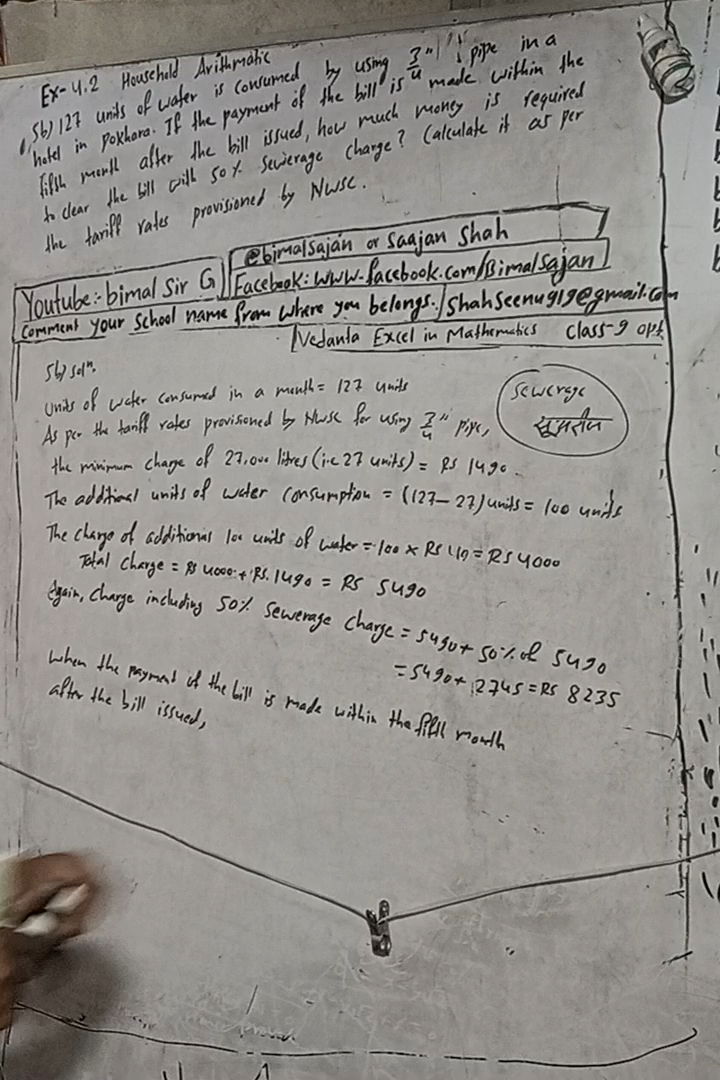 Ex- 4.2 Household Arithmatic
5b) 127 units of water is consumed by using 3/4" pipe in a
hotel in Pokhara. If the payment of the bill is made within the
fifth month after the bill issued, how much money is required
to clear the bill with 50% sewerage charge? Calculate it as per
the tariff rates provisioned by NWSC.
@bimalsajan or Saajan Shah
Youtube:- bimal Sir G
Facebook: www.facebook.com/Bimalsajan
Comment your School name from where you belongs. / Shahseenu919@gmail.com
Vedanta Excel in Mathematics Class-9 opt
5b) solⁿ.
Units of water consumed in a month = 127 units
As per the tariff rates provisioned by NWSC for using 3/4" pipe,
Sewerage
the minimum charge of 27,000 litres (i.e 27 units) = RS 1490
The additional units of water consumption = (127-27) units = 100 units
The charge of additional 100 units of water = 100 x Rs 40 = RS 4000
Total charge = RS 4000 + RS. 1490 = RS 5490
Again, charge including 50% sewerage charge = 5490 + 50% of 5490
= 5490 + 2745 = RS 8235
When the payment of the bill is made within the fifth month
after the bill issued,